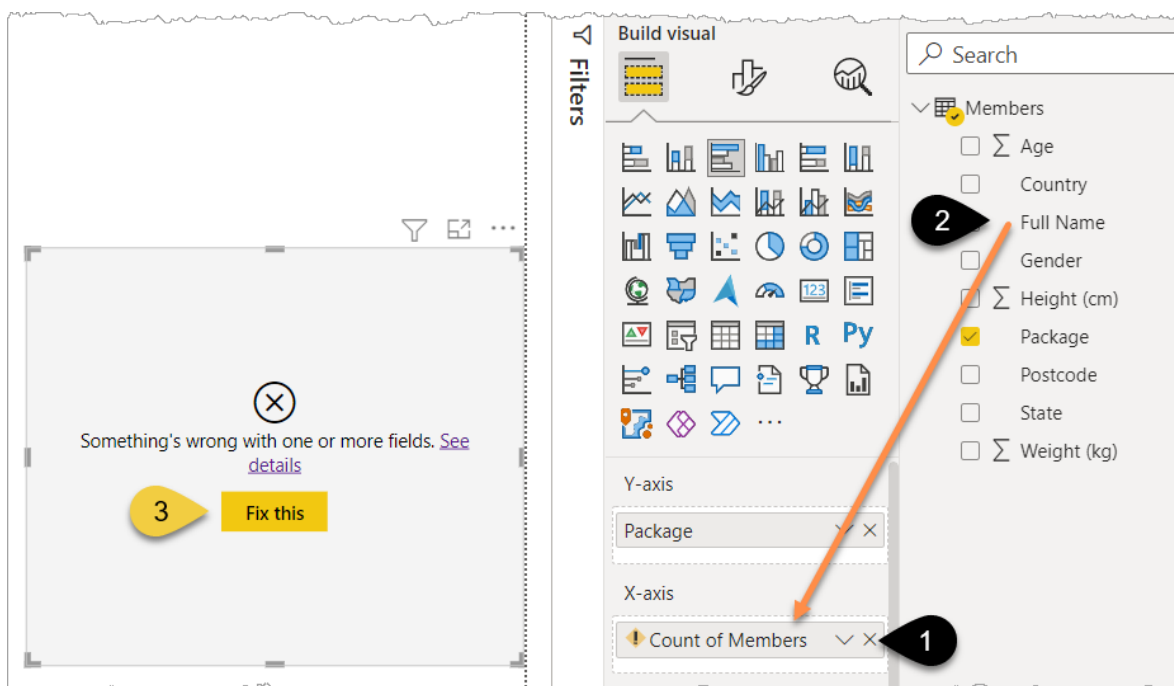 Something's wrong with one or more fields. See
details
3
Fix this
Filters
Build visual
123
R
Py
Y-axis
Package
X-axis
Count of Members
1
Search
Members
Σ Age
Country
2
Full Name
Gender
Σ Height (cm)
Package
Postcode
State
Σ Weight (kg)